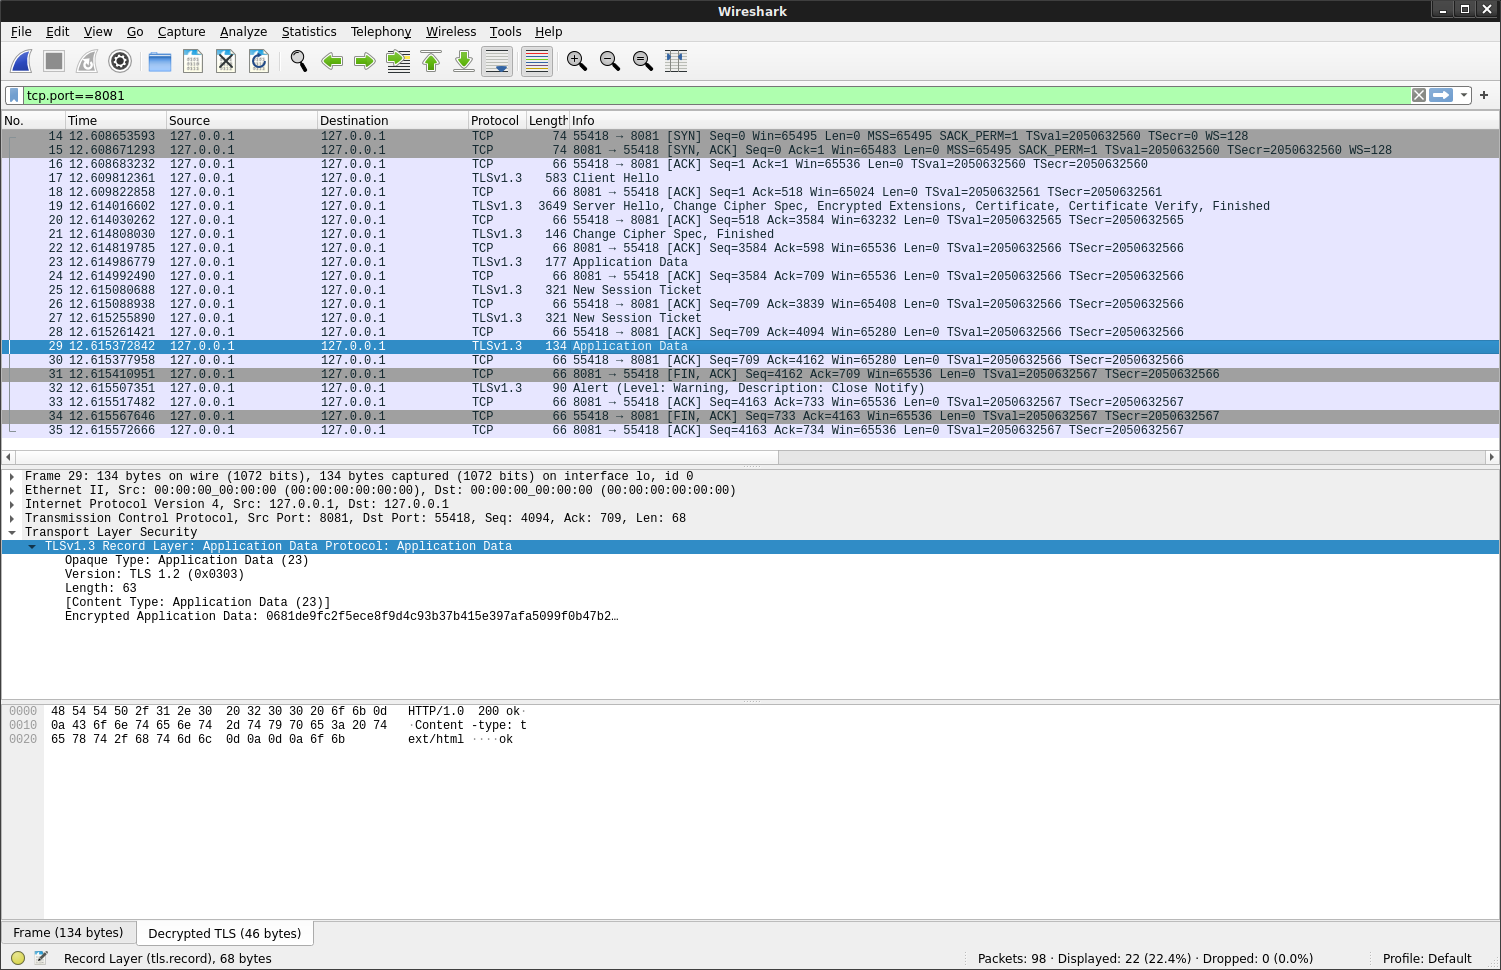 Wireshark
File Edit View Go Capture Analyze Statistics Telephony Wireless Tools Help
tcp.port==8081
No. Time Source Destination Protocol Length Info
14 12.608653593 127.0.0.1 127.0.0.1 TCP 74 55418 → 8081 [SYN] Seq=0 Win=65495 Len=0 MSS=65495 SACK_PERM=1 TSval=2050632560 TSecr=0 WS=128
15 12.608671293 127.0.0.1 127.0.0.1 TCP 74 8081 → 55418 [SYN, ACK] Seq=0 Ack=1 Win=65483 Len=0 MSS=65495 SACK_PERM=1 TSval=2050632560 TSecr=2050632560 WS=128
16 12.608683232 127.0.0.1 127.0.0.1 TCP 66 55418 → 8081 [ACK] Seq=1 Ack=1 Win=65536 Len=0 TSval=2050632560 TSecr=2050632560
17 12.609812361 127.0.0.1 127.0.0.1 TLSv1.3 583 Client Hello
18 12.609822858 127.0.0.1 127.0.0.1 TCP 66 8081 → 55418 [ACK] Seq=1 Ack=518 Win=65024 Len=0 TSval=2050632561 TSecr=2050632561
19 12.614016602 127.0.0.1 127.0.0.1 TLSv1.3 3649 Server Hello, Change Cipher Spec, Encrypted Extensions, Certificate, Certificate Verify, Finished
20 12.614030262 127.0.0.1 127.0.0.1 TCP 66 55418 → 8081 [ACK] Seq=518 Ack=3584 Win=63232 Len=0 TSval=2050632565 TSecr=2050632565
21 12.614808030 127.0.0.1 127.0.0.1 TLSv1.3 146 Change Cipher Spec, Finished
22 12.614819785 127.0.0.1 127.0.0.1 TCP 66 8081 → 55418 [ACK] Seq=3584 Ack=598 Win=65536 Len=0 TSval=2050632566 TSecr=2050632566
23 12.614986779 127.0.0.1 127.0.0.1 TLSv1.3 177 Application Data
24 12.614992490 127.0.0.1 127.0.0.1 TCP 66 8081 → 55418 [ACK] Seq=3584 Ack=709 Win=65536 Len=0 TSval=2050632566 TSecr=2050632566
25 12.615080688 127.0.0.1 127.0.0.1 TLSv1.3 321 New Session Ticket
26 12.615088938 127.0.0.1 127.0.0.1 TCP 66 55418 → 8081 [ACK] Seq=709 Ack=3839 Win=65408 Len=0 TSval=2050632566 TSecr=2050632566
27 12.615255890 127.0.0.1 127.0.0.1 TLSv1.3 321 New Session Ticket
28 12.615261421 127.0.0.1 127.0.0.1 TCP 66 55418 → 8081 [ACK] Seq=709 Ack=4094 Win=65280 Len=0 TSval=2050632566 TSecr=2050632566
29 12.615372842 127.0.0.1 127.0.0.1 TLSv1.3 134 Application Data
30 12.615377958 127.0.0.1 127.0.0.1 TCP 66 55418 → 8081 [ACK] Seq=709 Ack=4162 Win=65280 Len=0 TSval=2050632566 TSecr=2050632566
31 12.615410951 127.0.0.1 127.0.0.1 TCP 66 8081 → 55418 [FIN, ACK] Seq=4162 Ack=709 Win=65536 Len=0 TSval=2050632567 TSecr=2050632566
32 12.615507351 127.0.0.1 127.0.0.1 TLSv1.3 90 Alert (Level: Warning, Description: Close Notify)
33 12.615517482 127.0.0.1 127.0.0.1 TCP 66 8081 → 55418 [ACK] Seq=4163 Ack=733 Win=65536 Len=0 TSval=2050632567 TSecr=2050632567
34 12.615567646 127.0.0.1 127.0.0.1 TCP 66 55418 → 8081 [FIN, ACK] Seq=733 Ack=4163 Win=65536 Len=0 TSval=2050632567 TSecr=2050632567
35 12.615572666 127.0.0.1 127.0.0.1 TCP 66 8081 → 55418 [ACK] Seq=4163 Ack=734 Win=65536 Len=0 TSval=2050632567 TSecr=2050632567
Frame 29: 134 bytes on wire (1072 bits), 134 bytes captured (1072 bits) on interface lo, id 0
Ethernet II, Src: 00:00:00_00:00:00 (00:00:00:00:00:00), Dst: 00:00:00_00:00:00 (00:00:00:00:00:00)
Internet Protocol Version 4, Src: 127.0.0.1, Dst: 127.0.0.1
Transmission Control Protocol, Src Port: 8081, Dst Port: 55418, Seq: 4094, Ack: 709, Len: 68
Transport Layer Security
TLSv1.3 Record Layer: Application Data Protocol: Application Data
Opaque Type: Application Data (23)
Version: TLS 1.2 (0x0303)
Length: 63
[Content Type: Application Data (23)]
Encrypted Application Data: 0681de9fc2f5ece8f9d4c93b37b415e397afa5099f0b47b2…
0000 48 54 54 50 2f 31 2e 30 20 32 30 30 20 6f 6b 0d HTTP/1.0 200 ok·
0010 0a 43 6f 6e 74 65 6e 74 2d 74 79 70 65 3a 20 74 ·Content -type: t
0020 65 78 74 2f 68 74 6d 6c 0d 0a 0d 0a 6f 6b ext/html ····ok
Frame (134 bytes) Decrypted TLS (46 bytes)
Record Layer (tls.record), 68 bytes Packets: 98 · Displayed: 22 (22.4%) · Dropped: 0 (0.0%) Profile: Default